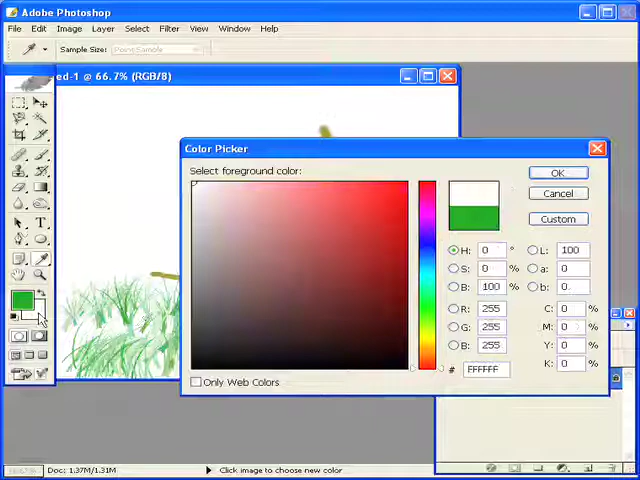 Adobe Photoshop
File Edit Image Layer Select Filter View Window Help
Sample Size: Point Sample
ed-1 @ 66.7% (RGB/8)
Color Picker
Select foreground color:
OK
Cancel
Custom
H: 0 °
S: 0 %
B: 100 %
R: 255
G: 255
B: 255
# FFFFFF
L: 100
a: 0
b: 0
C: 0 %
M: 0 %
Y: 0 %
K: 0 %
Only Web Colors
T
Doc: 1.37M/1.31M
Click image to choose new color